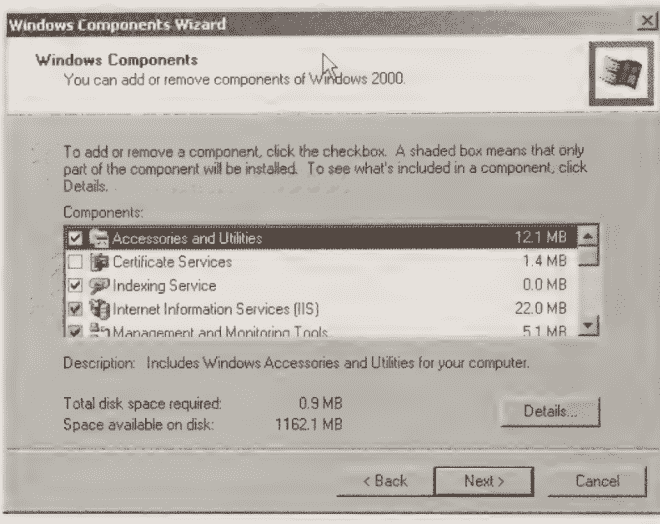 Windows Components Wizard
Windows Components
You can add or remove components of Windows 2000.
To add or remove a component, click the checkbox. A shaded box means that only
part of the component will be installed. To see what's included in a component, click
Details.
Components:
Accessories and Utilities 12.1 MB
Certificate Services 1.4 MB
Indexing Service 0.0 MB
Internet Information Services (IIS) 22.0 MB
Management and Monitoring Tools 5.1 MB
Description: Includes Windows Accessories and Utilities for your computer.
Total disk space required: 0.9 MB
Space available on disk: 1162.1 MB
Details...
< Back Next > Cancel